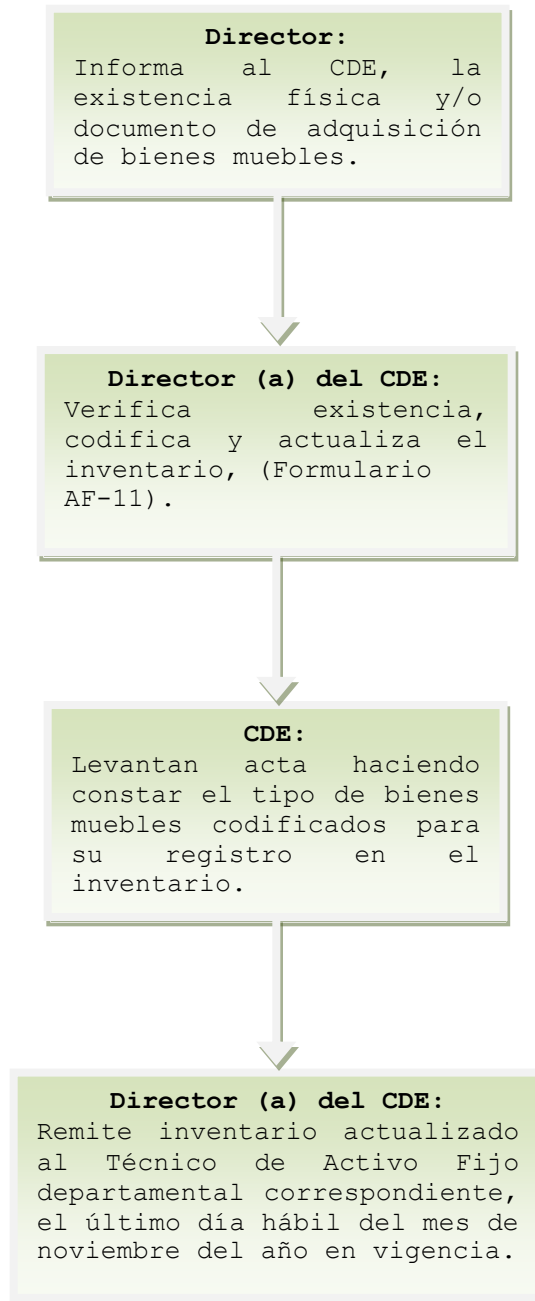 Director:
Informa al CDE, la
existencia física y/o
documento de adquisición
de bienes muebles.
Director (a) del CDE:
Verifica existencia,
codifica y actualiza el
inventario, (Formulario
AF-11).
CDE:
Levantan acta haciendo
constar el tipo de bienes
muebles codificados para
su registro en el
inventario.
Director (a) del CDE:
Remite inventario actualizado
al Técnico de Activo Fijo
departamental correspondiente,
el último día hábil del mes de
noviembre del año en vigencia.